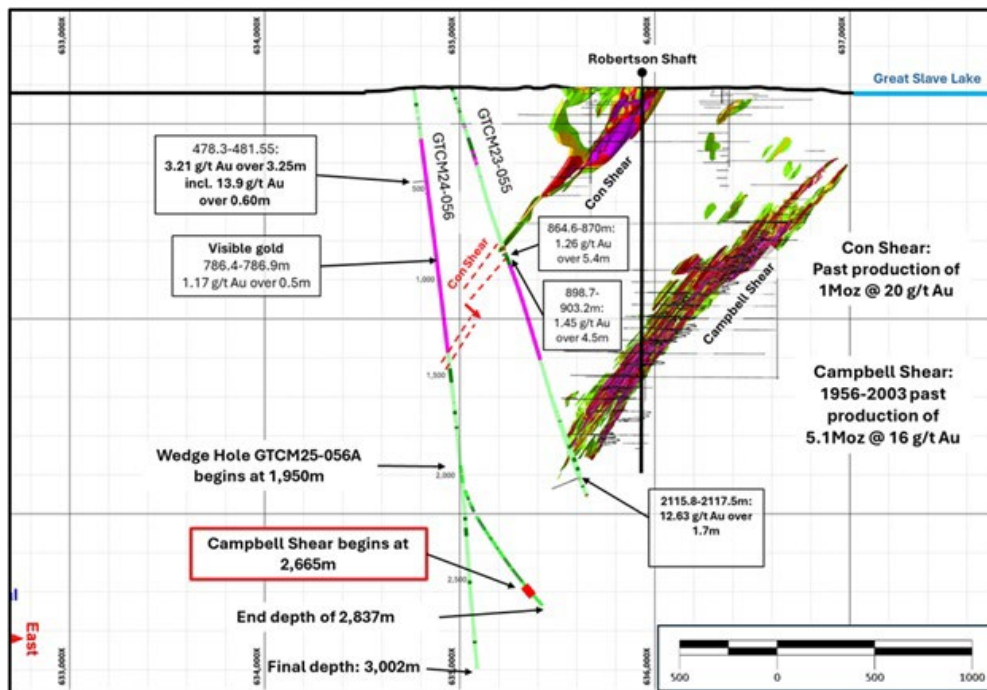 633,000X
634,000X
635,000X
6,000X
637,000X
Robertson Shaft
Great Slave Lake
478.3-481.55:
3.21 g/t Au over 3.25m
incl. 13.9 g/t Au
over 0.60m
GTCM24-056
GTCM23-055
500
Con Shear
Visible gold
786.4-786.9m
1.17 g/t Au over 0.5m
Con Shear
1,000
864.6-870m:
1.26 g/t Au
over 5.4m
898.7-
903.2m:
1.45 g/t Au
over 4.5m
Campbell Shear
Con Shear:
Past production of
1Moz @ 20 g/t Au
1,500
Campbell Shear:
1956-2003 past
production of
5.1Moz @ 16 g/t Au
Wedge Hole GTCM25-056A
begins at 1,950m
2,000
2115.8-2117.5m:
12.63 g/t Au over
1.7m
Campbell Shear begins at
2,665m
2,500
End depth of 2,837m
East
Final depth: 3,002m
633,000X
634,000X
636,000X
500
0
500
1000